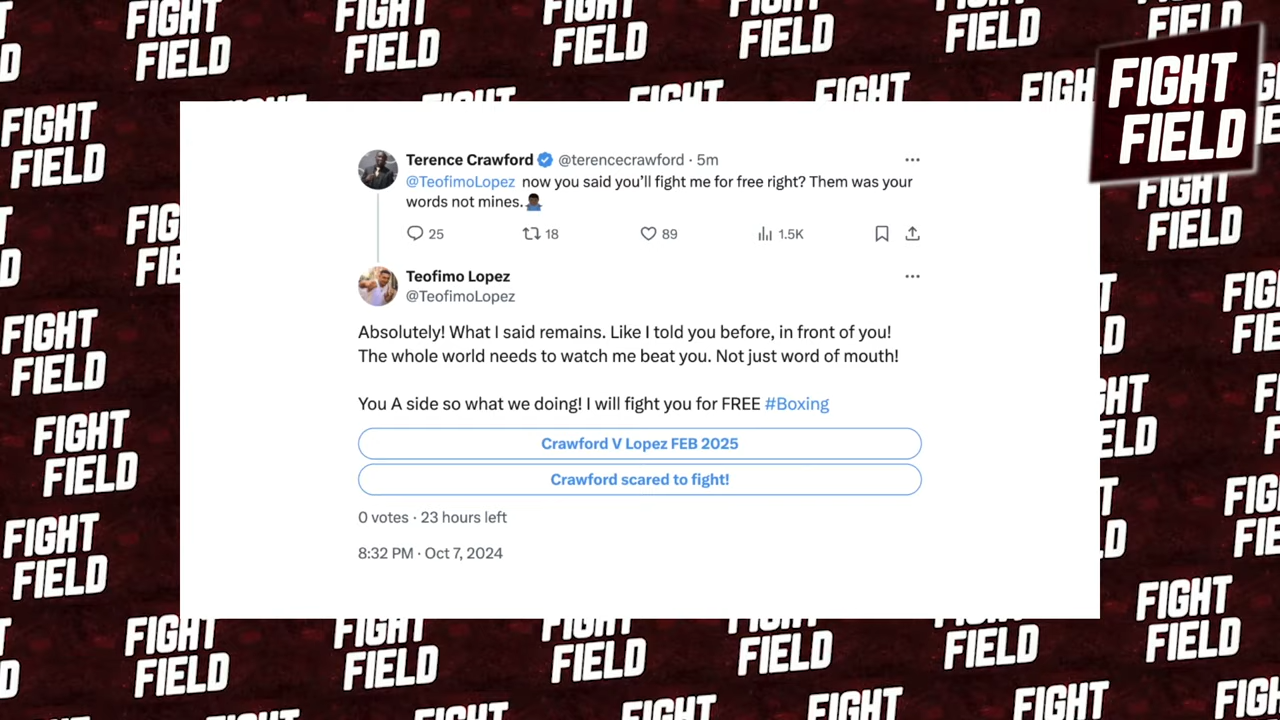 FIGHT
FIELD
Terence Crawford @terencecrawford · 5m
@TeofimoLopez now you said you’ll fight me for free right? Them was your
words not mines.
25 18 89 1.5K
Teofimo Lopez
@TeofimoLopez
Absolutely! What I said remains. Like I told you before, in front of you!
The whole world needs to watch me beat you. Not just word of mouth!
You A side so what we doing! I will fight you for FREE #Boxing
Crawford V Lopez FEB 2025
Crawford scared to fight!
0 votes · 23 hours left
8:32 PM · Oct 7, 2024